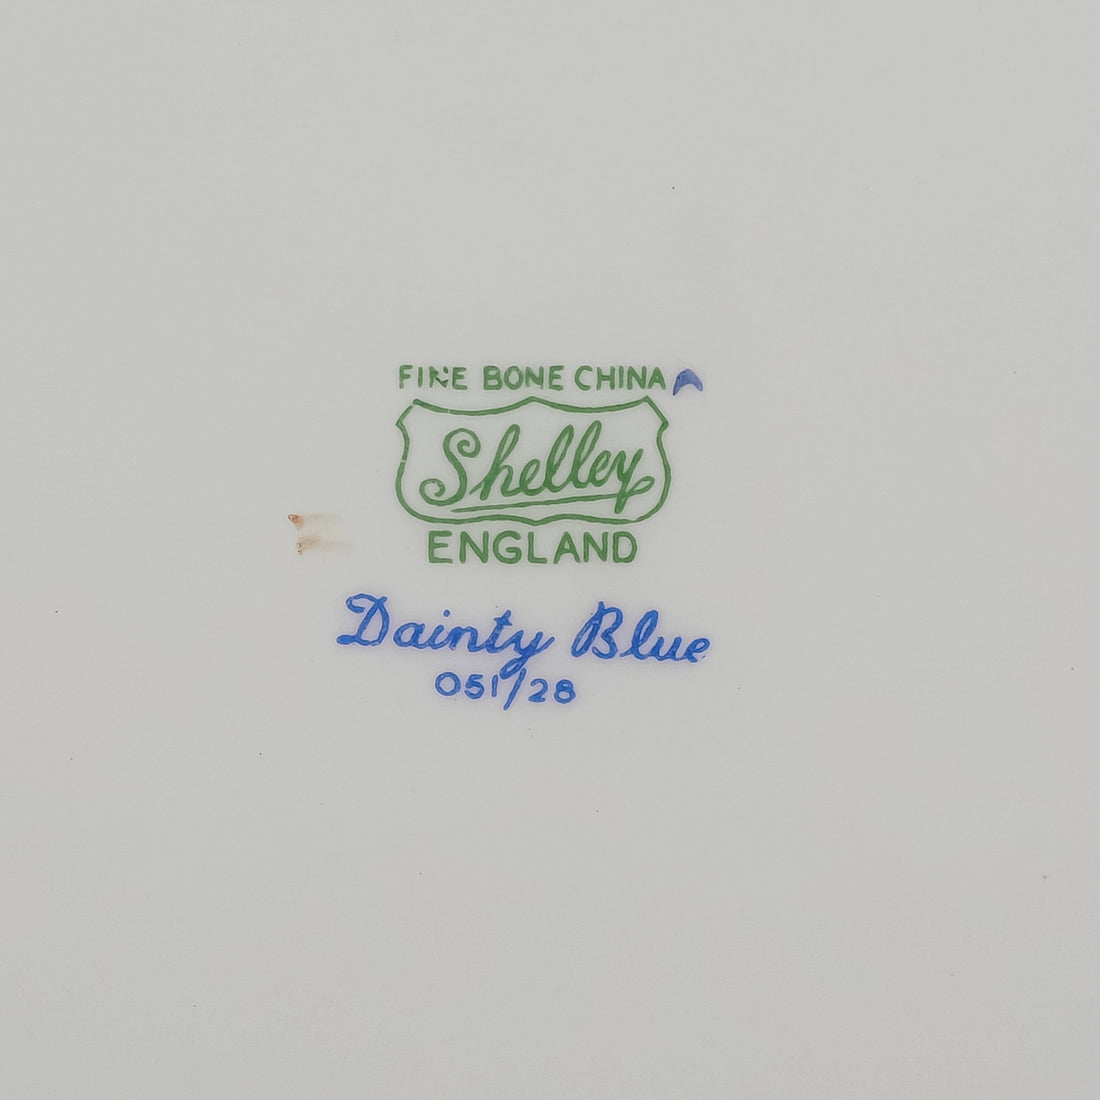 FINE BONE CHINA
Shelley
ENGLAND
Dainty Blue
051/28